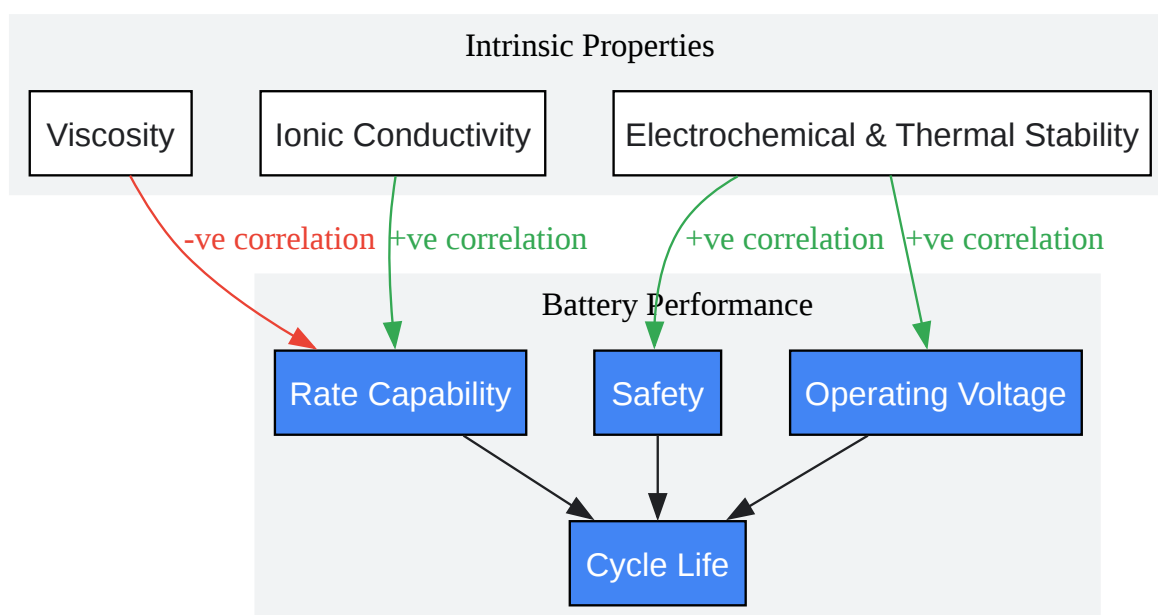 Intrinsic Properties
Viscosity
Ionic Conductivity
Electrochemical & Thermal Stability
-ve correlation
+ve correlation
+ve correlation
+ve correlation
Battery Performance
Rate Capability
Safety
Operating Voltage
Cycle Life